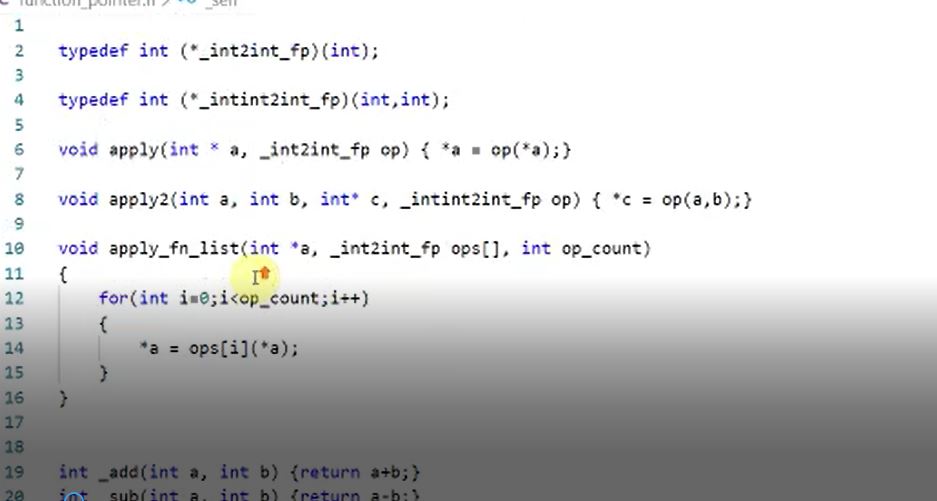 function_pointer.h > _self
1
2 typedef int (*_int2int_fp)(int);
3
4 typedef int (*_intint2int_fp)(int,int);
5
6 void apply(int * a, _int2int_fp op) { *a = op(*a);}
7
8 void apply2(int a, int b, int* c, _intint2int_fp op) { *c = op(a,b);}
9
10 void apply_fn_list(int *a, _int2int_fp ops[], int op_count)
11 {
12 for(int i=0;i<op_count;i++)
13 {
14 *a = ops[i](*a);
15 }
16 }
17
18
19 int _add(int a, int b) {return a+b;}
20 int _sub(int a, int b) {return a-b;}